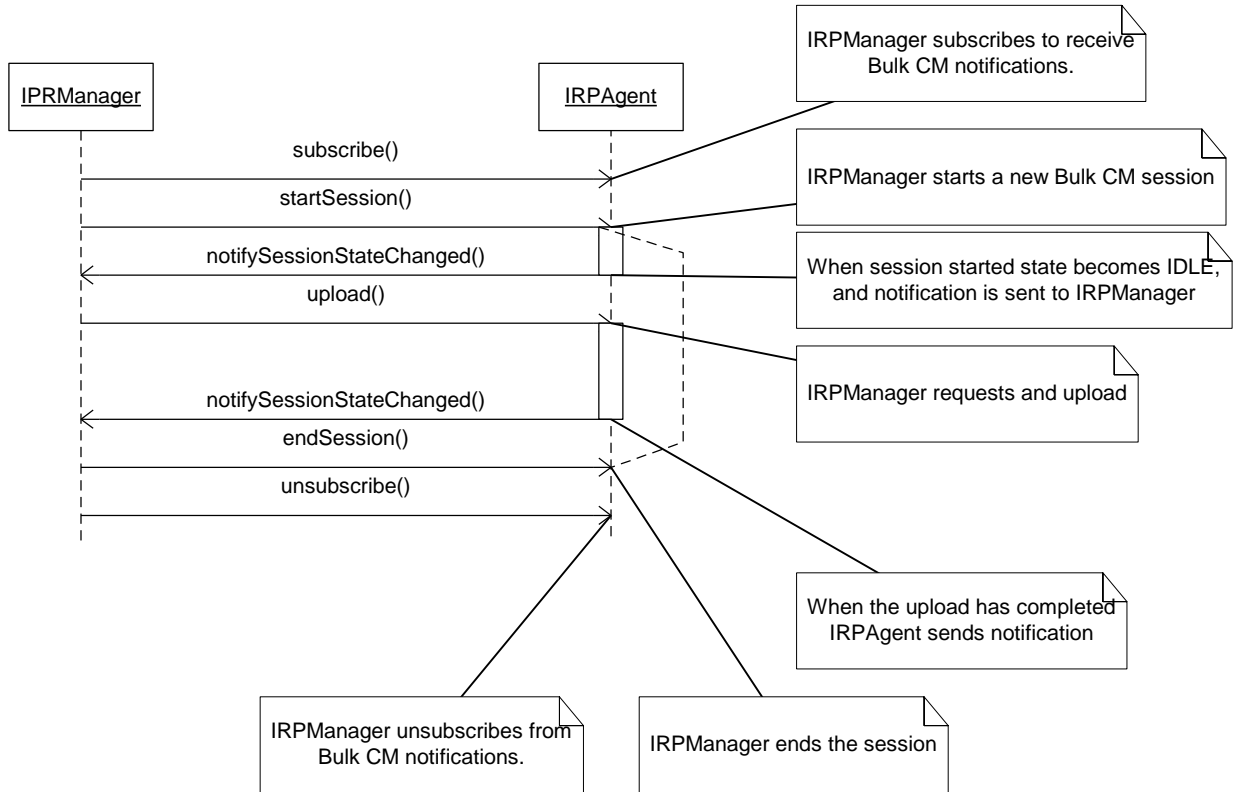 IRPManager subscribes to receive
Bulk CM notifications.
IPRManager
IRPAgent
subscribe()
startSession()
IRPManager starts a new Bulk CM session
notifySessionStateChanged()
When session started state becomes IDLE,
and notification is sent to IRPManager
upload()
IRPManager requests and upload
notifySessionStateChanged()
endSession()
unsubscribe()
When the upload has completed
IRPAgent sends notification
IRPManager unsubscribes from
Bulk CM notifications.
IRPManager ends the session